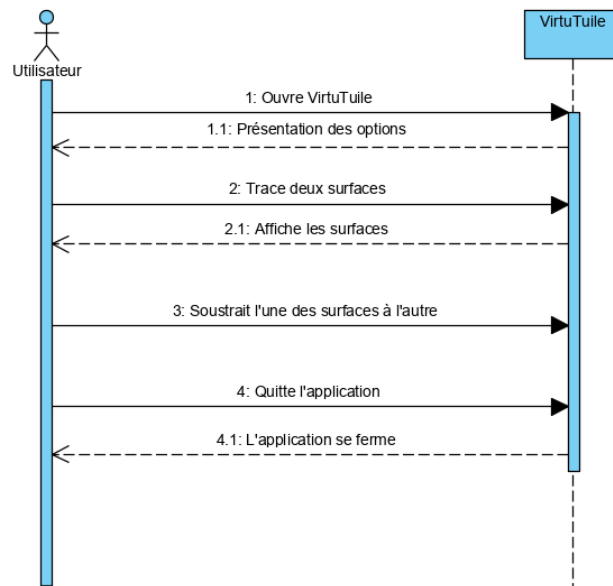 VirtuTuile
Utilisateur
1: Ouvre VirtuTuile
1.1: Présentation des options
2: Trace deux surfaces
2.1: Affiche les surfaces
3: Soustrait l'une des surfaces à l'autre
4: Quitte l'application
4.1: L'application se ferme